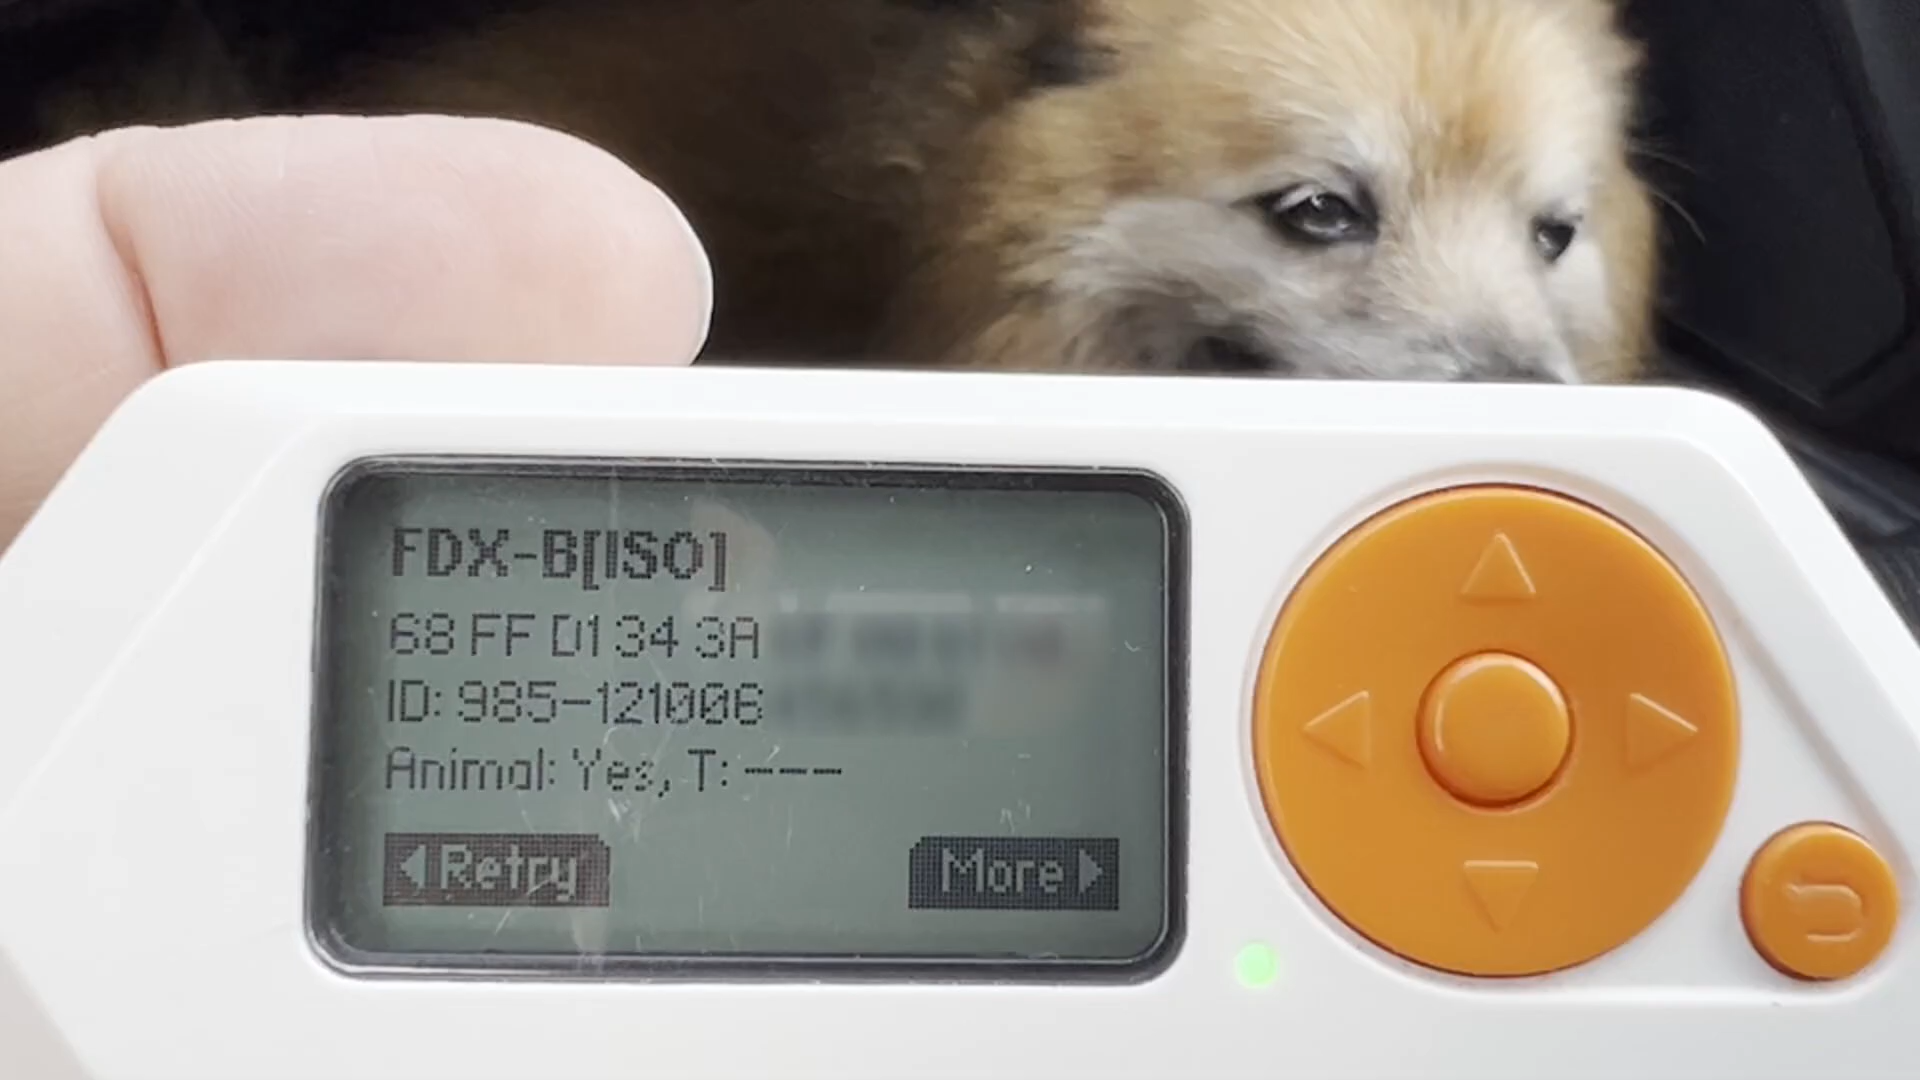 FDX-B[ISO]
68 FF D1 34 3A
ID: 985-121006
Animal: Yes, T: ---
Retry
More